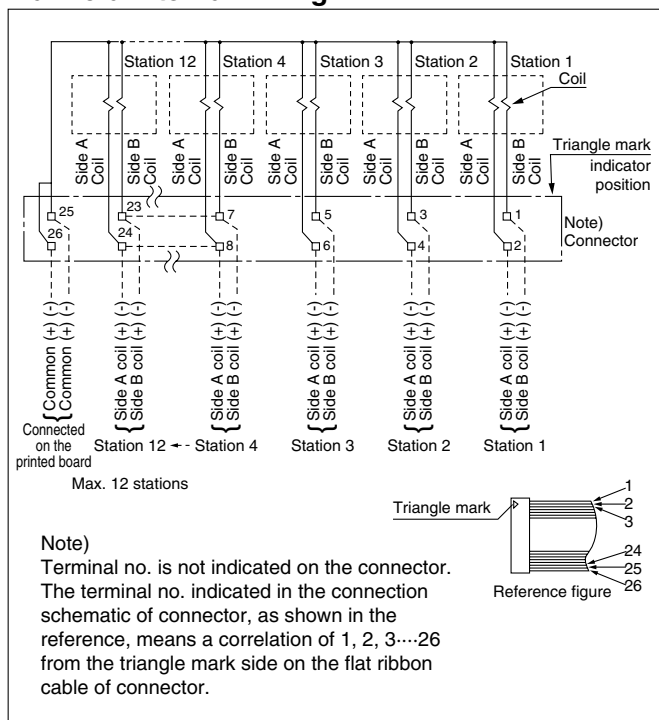 Station 12
Station 4
Station 3
Station 2
Station 1
Coil
Side A Coil
Side B Coil
Side A Coil
Side B Coil
Side A Coil
Side B Coil
Side A Coil
Side B Coil
Side A Coil
Side B Coil
Triangle mark
indicator
position
25
23
7
5
3
1
26
24
8
6
4
2
Note)
Connector
Common (+) (-)
Common (+) (-)
Side A coil (+) (-)
Side B coil (+) (-)
Side A coil (+) (-)
Side B coil (+) (-)
Side A coil (+) (-)
Side B coil (+) (-)
Side A coil (+) (-)
Side B coil (+) (-)
Side A coil (+) (-)
Side B coil (+) (-)
Connected
on the
printed board
Station 12
Station 4
Station 3
Station 2
Station 1
Max. 12 stations
Triangle mark
1
2
3
24
25
26
Reference figure
Note)
Terminal no. is not indicated on the connector.
The terminal no. indicated in the connection
schematic of connector, as shown in the
reference, means a correlation of 1, 2, 3····26
from the triangle mark side on the flat ribbon
cable of connector.